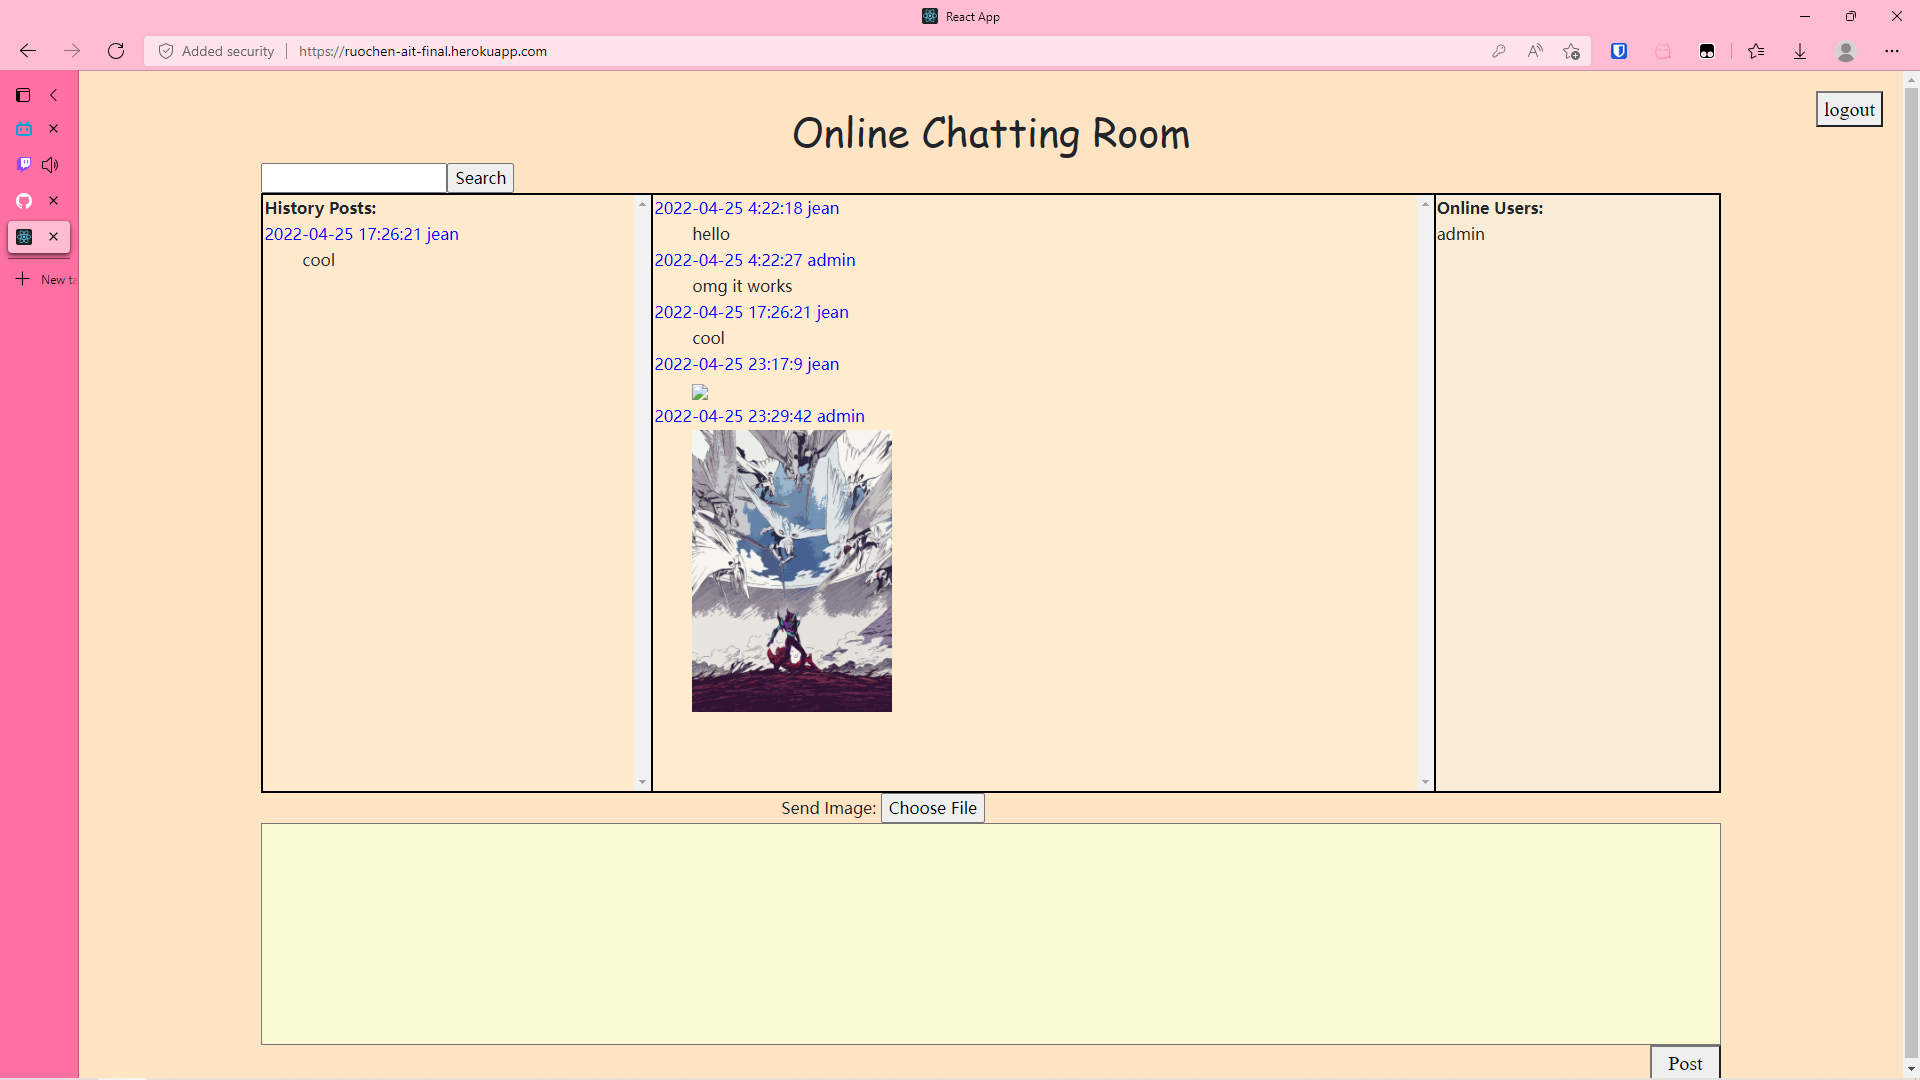 React App
Added security
https://ruochen-ait-final.herokuapp.com
New ta
logout
Online Chatting Room
Search
History Posts:
2022-04-25 17:26:21 jean
cool
2022-04-25 4:22:18 jean
hello
2022-04-25 4:22:27 admin
omg it works
2022-04-25 17:26:21 jean
cool
2022-04-25 23:17:9 jean
2022-04-25 23:29:42 admin
Online Users:
admin
Send Image: Choose File
Post